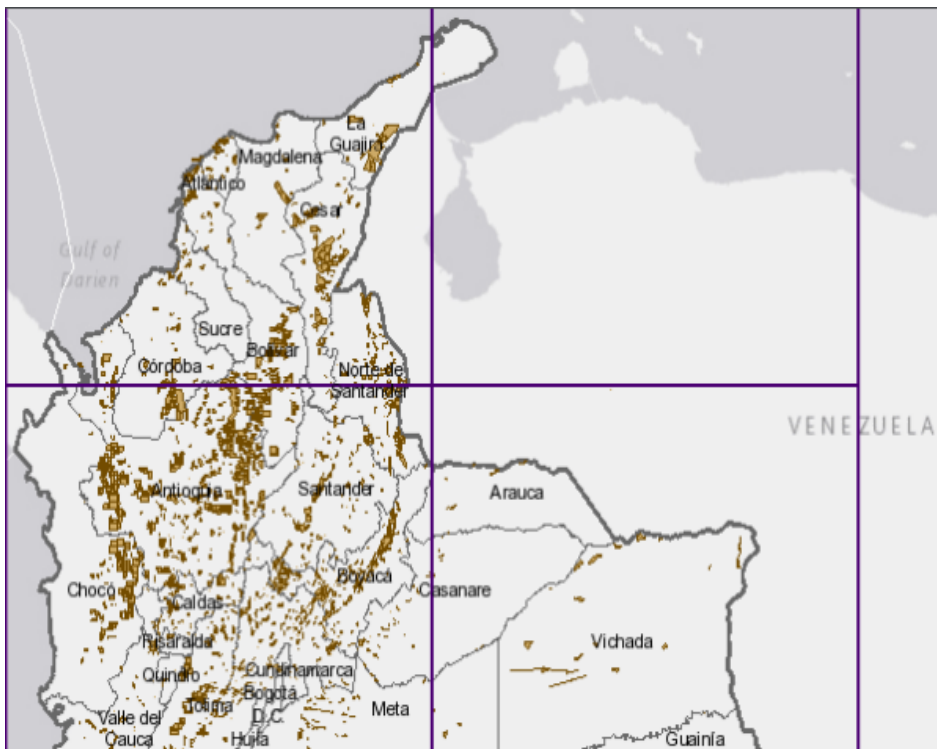 La
Guajira
Magdalena
Atlántico
Cesar
Gulf of
Darien
Sucre
Bolívar
Córdoba
Norte de
Santander
VENEZUELA
Antioquia
Santander
Arauca
Chocó
Caldas
Boyacá
Casanare
Risaralda
Vichada
Quindío
Cundinamarca
Bogotá
D.C.
Tolima
Meta
Valle del
Cauca
Huila
Guainía